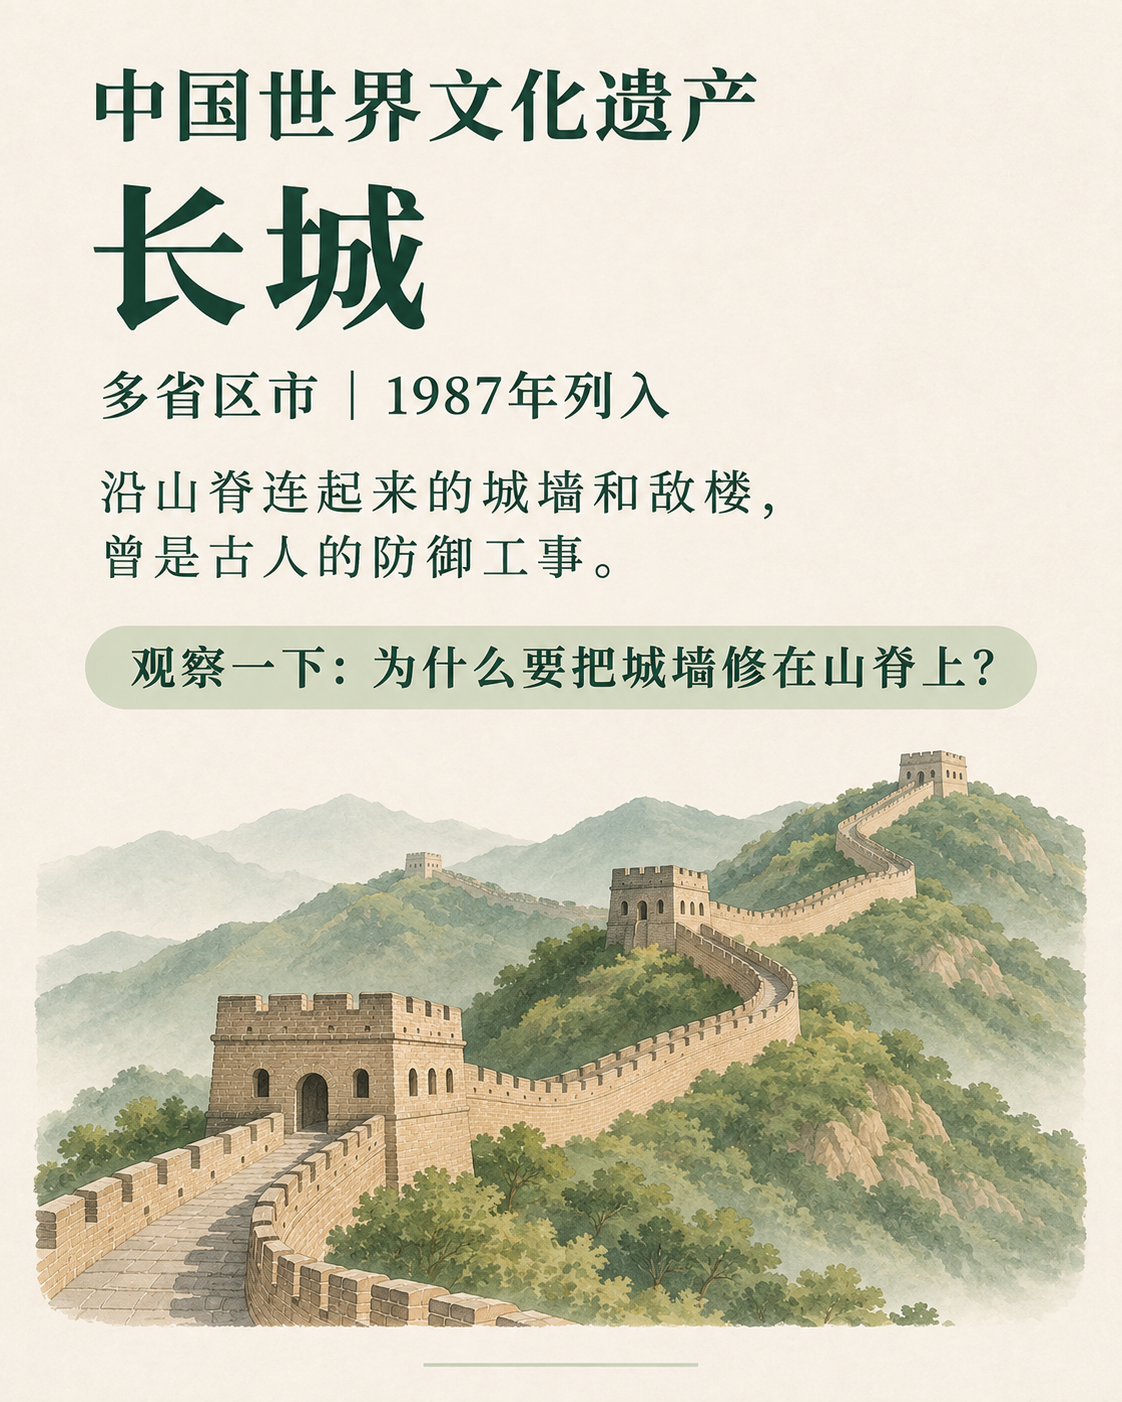 中国世界文化遗产
长城
多省区市｜1987年列入
沿山脊连起来的城墙和敌楼，
曾是古人的防御工事。
观察一下：为什么要把城墙修在山脊上？